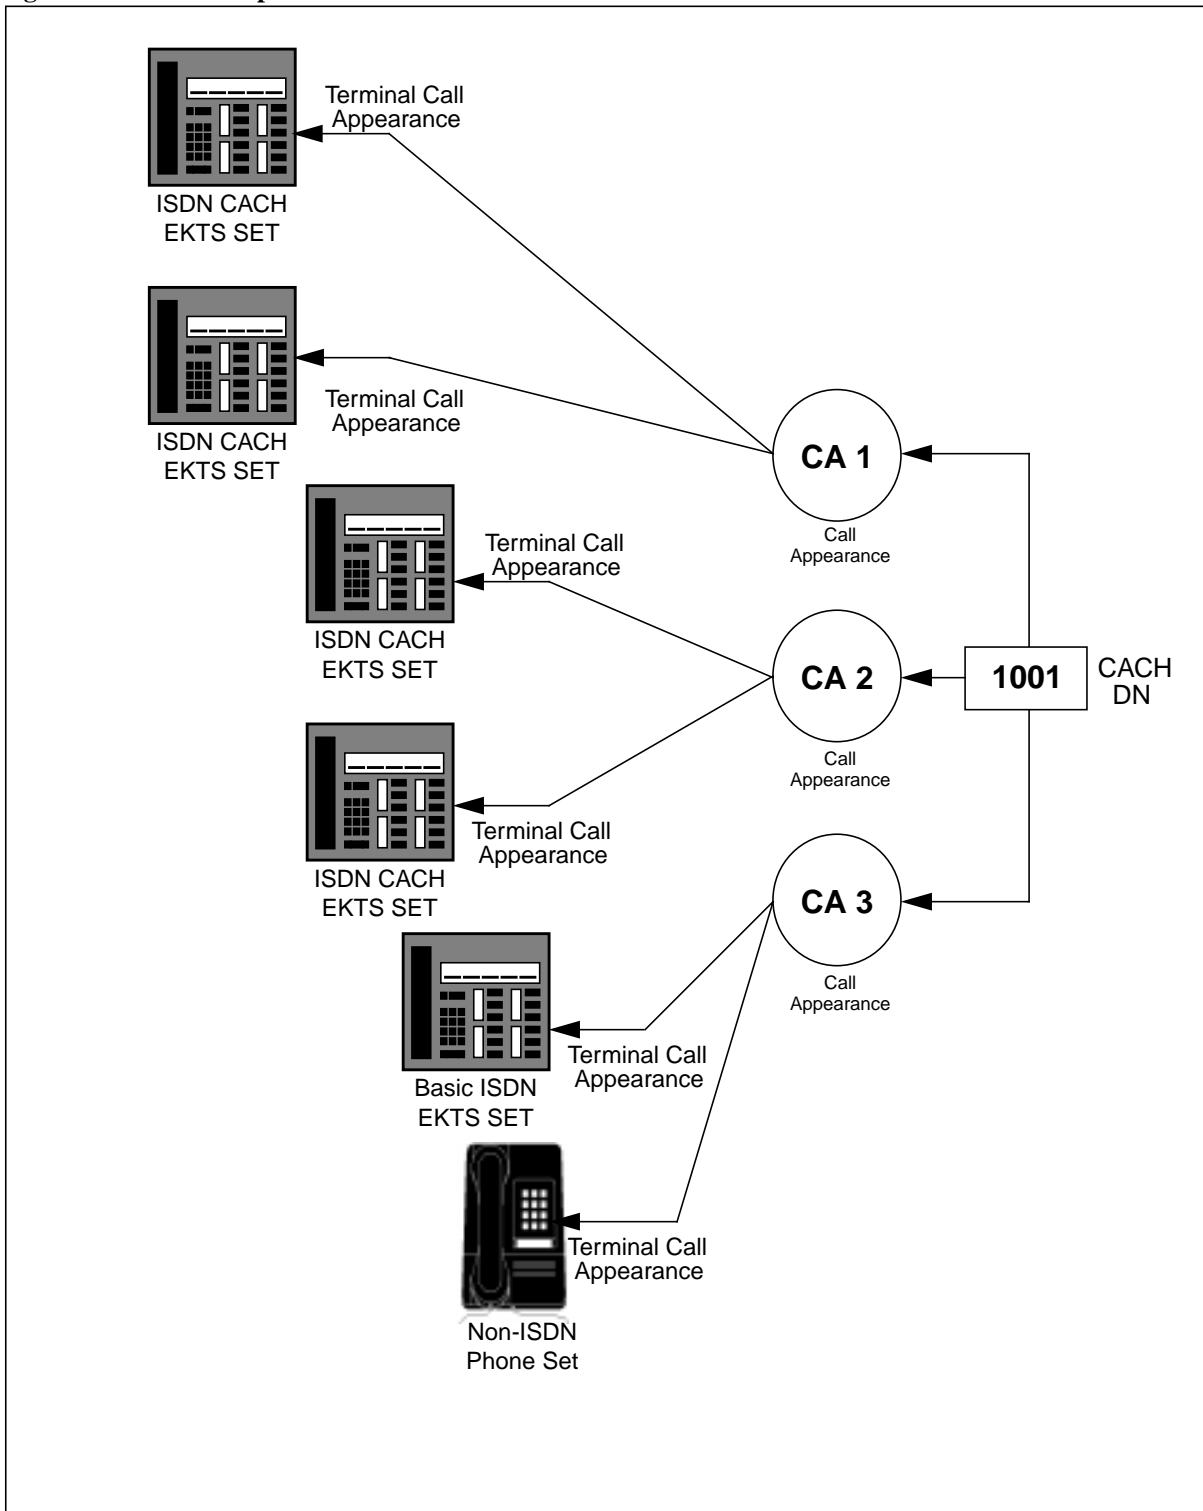 Terminal Call
Appearance
ISDN CACH
EKTS SET
Terminal Call
Appearance
ISDN CACH
EKTS SET
CA 1
Call
Appearance
Terminal Call
Appearance
ISDN CACH
EKTS SET
CA 2
Call
Appearance
1001
CACH
DN
Terminal Call
Appearance
ISDN CACH
EKTS SET
CA 3
Call
Appearance
Terminal Call
Appearance
Basic ISDN
EKTS SET
Terminal Call
Appearance
Non-ISDN
Phone Set